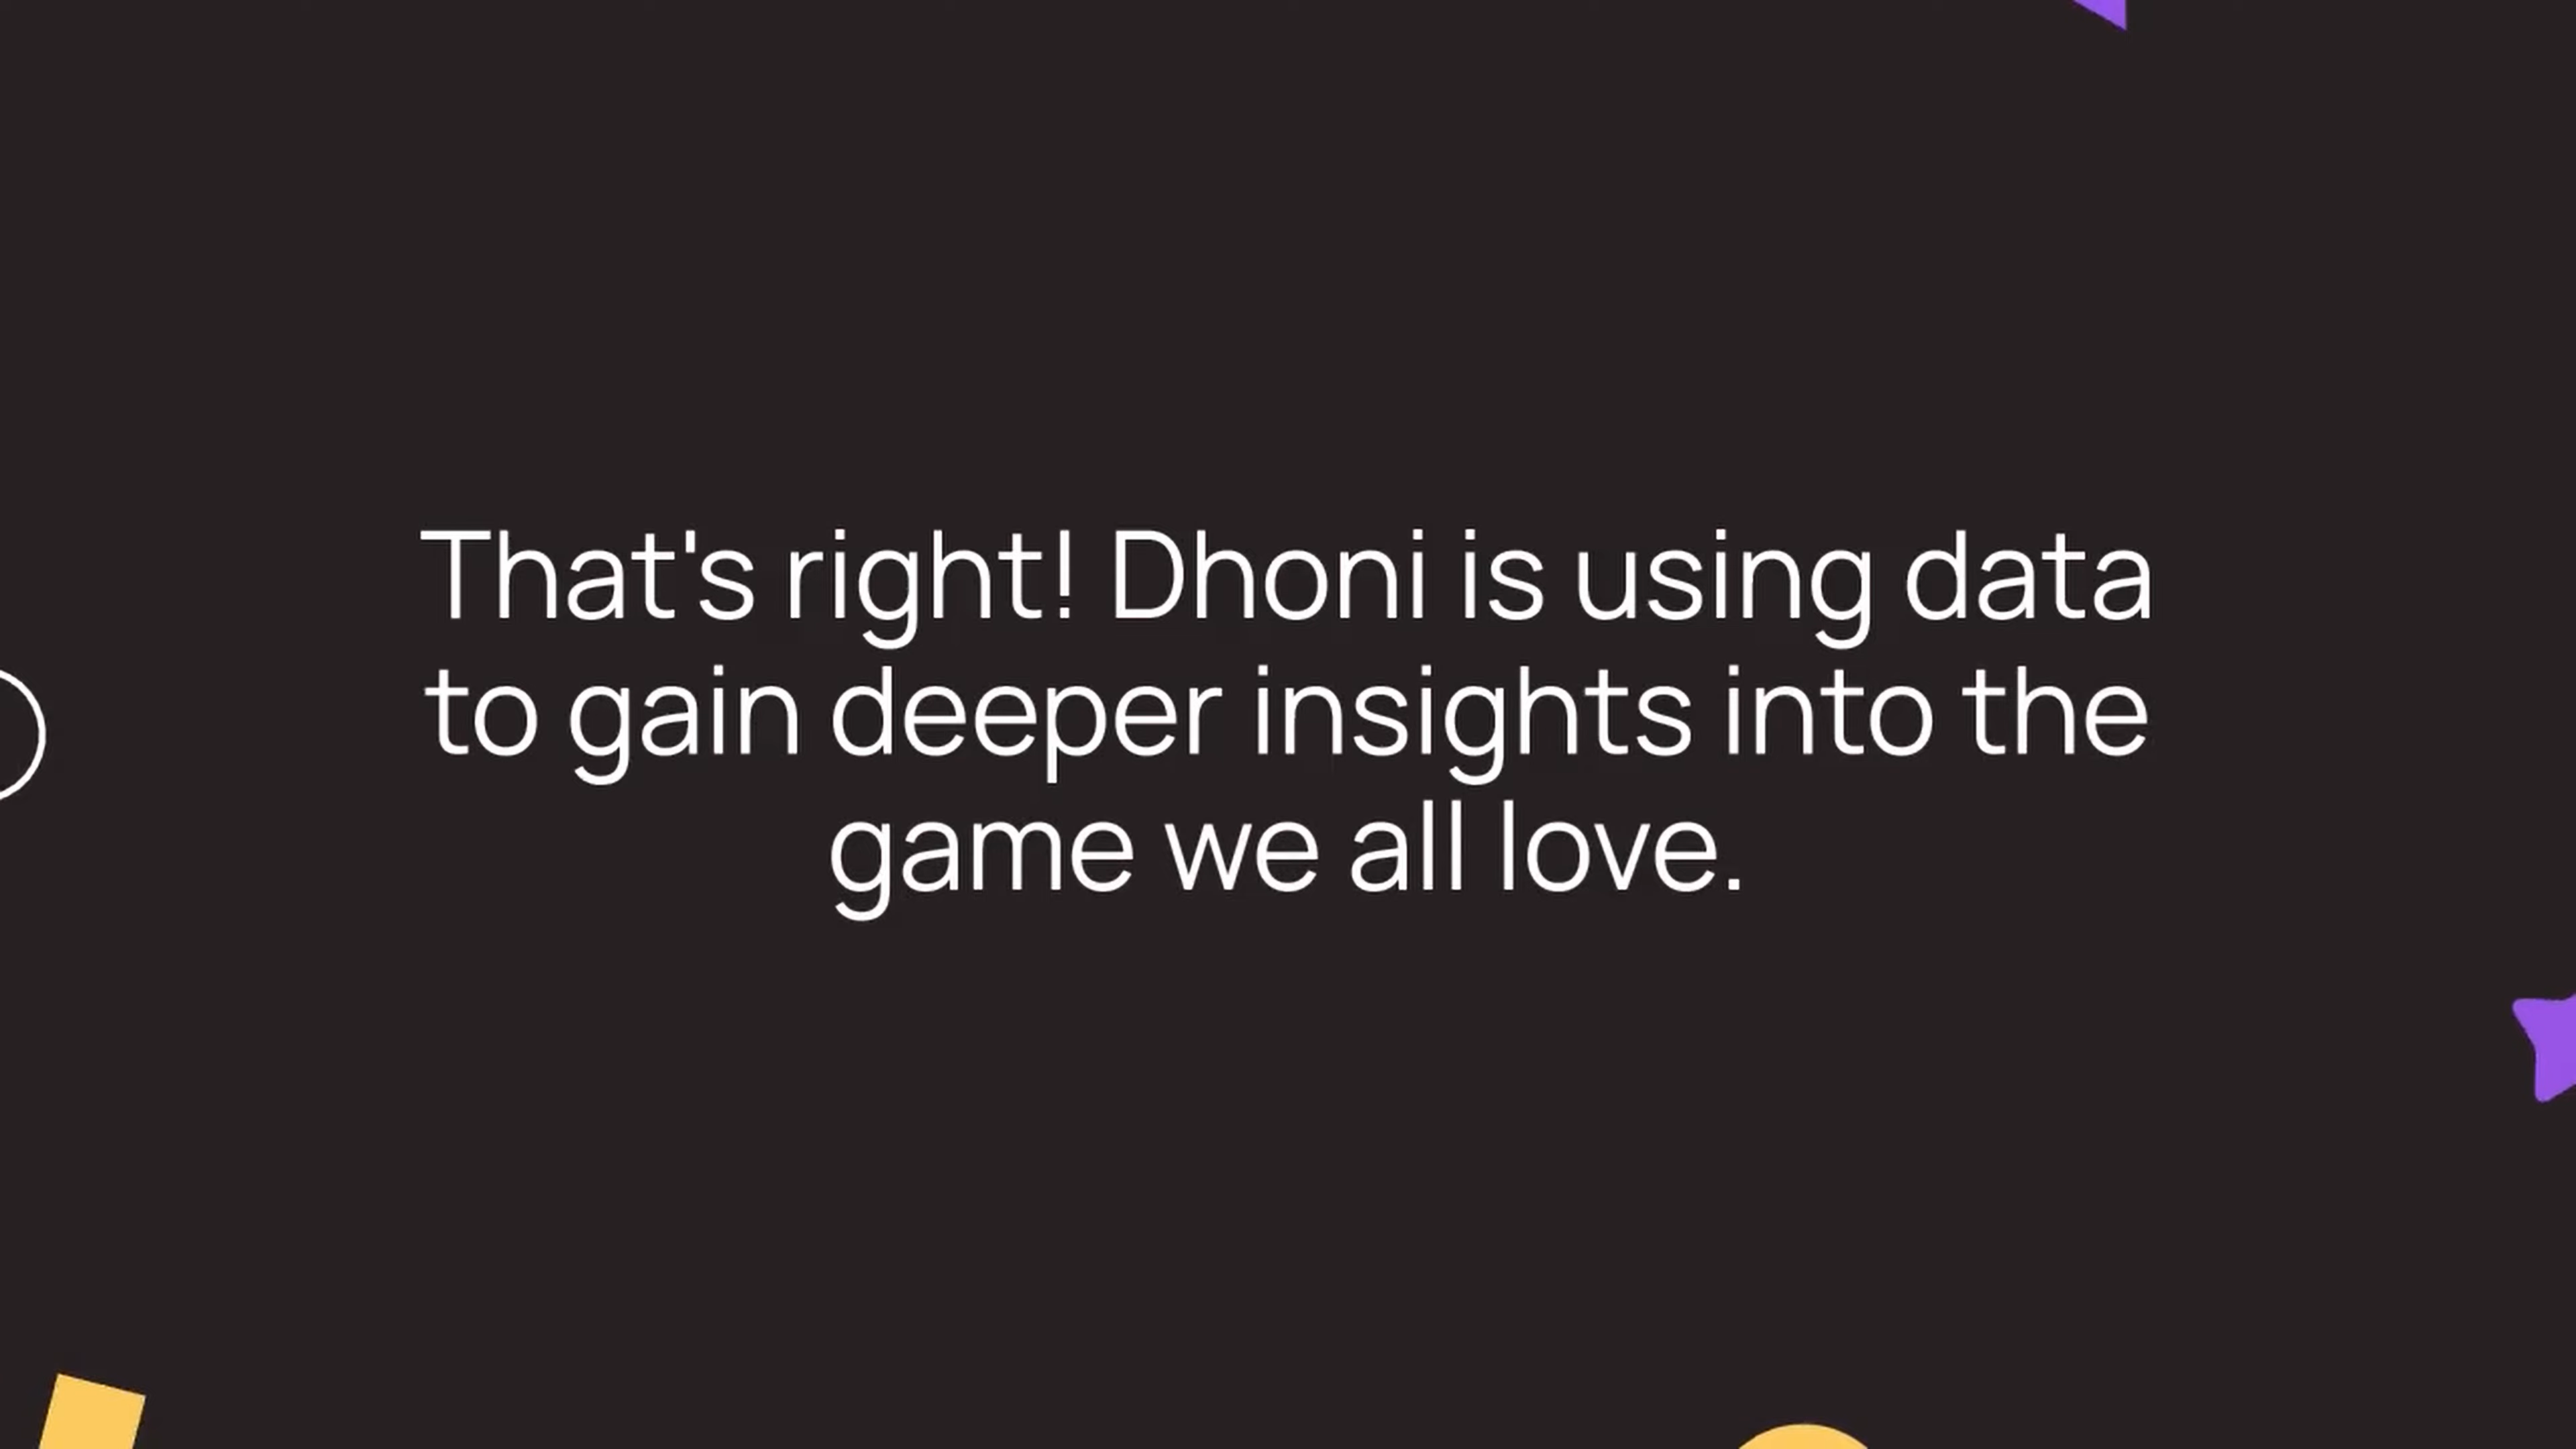 That's right! Dhoni is using data
to gain deeper insights into the
game we all love.